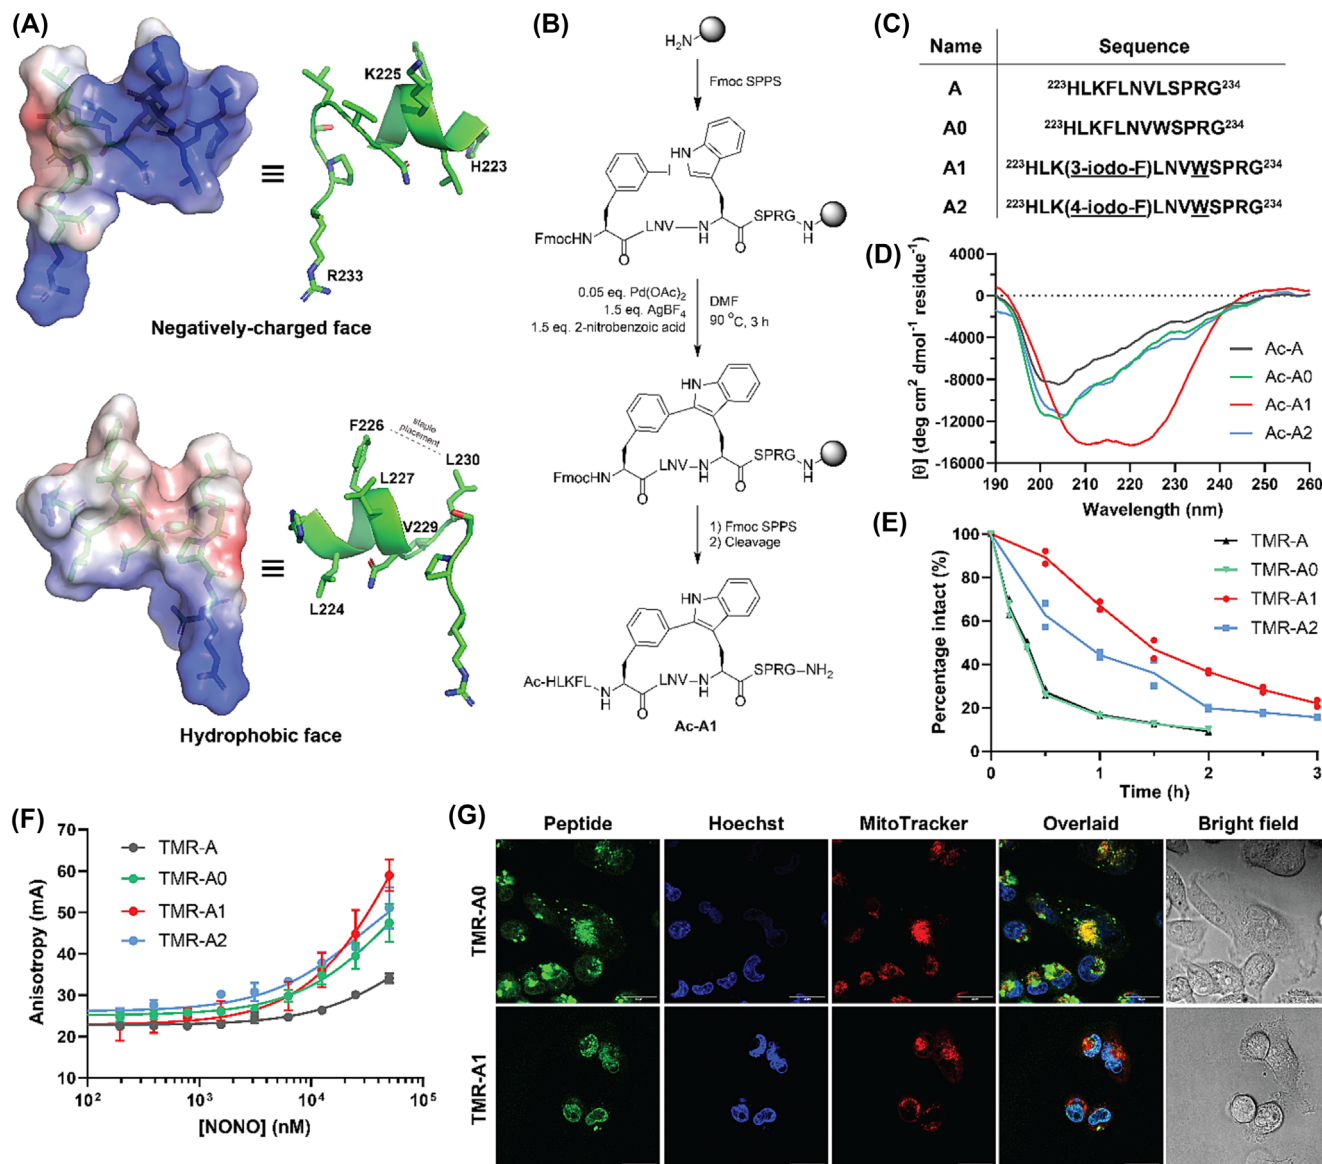 (A)
K225
H223
R233
Negatively-charged face
F226
staple
placement
L230
L227
V229
L224
Hydrophobic face
(B)
H₂N
Fmoc SPPS
HN
I
FmocHN
LNV
N
H
SPRG
N
H
O
O
0.05 eq. Pd(OAc)₂
1.5 eq. AgBF₄
1.5 eq. 2-nitrobenzoic acid
DMF
90 °C, 3 h
HN
FmocHN
LNV
N
H
SPRG
N
H
O
O
1) Fmoc SPPS
2) Cleavage
HN
Ac-HLKFL
N
H
LNV
N
H
SPRG-NH₂
O
O
Ac-A1
(C)
Name Sequence
A ²²³HLKFLNVLSPRG²³⁴
A0 ²²³HLKFLNVWSPRG²³⁴
A1 ²²³HLK(3-iodo-F)LNVWSPRG²³⁴
A2 ²²³HLK(4-iodo-F)LNVWSPRG²³⁴
(D)
[θ] (deg cm² dmol⁻¹ residue⁻¹)
4000
0
-4000
-8000
-12000
-16000
190 200 210 220 230 240 250 260
Wavelength (nm)
Ac-A
Ac-A0
Ac-A1
Ac-A2
(E)
Percentage intact (%)
100
80
60
40
20
0
0 1 2 3
Time (h)
TMR-A
TMR-A0
TMR-A1
TMR-A2
(F)
Anisotropy (mA)
70
60
50
40
30
20
10
10² 10³ 10⁴ 10⁵
[NONO] (nM)
TMR-A
TMR-A0
TMR-A1
TMR-A2
(G)
Peptide Hoechst MitoTracker Overlaid Bright field
TMR-A0
TMR-A1